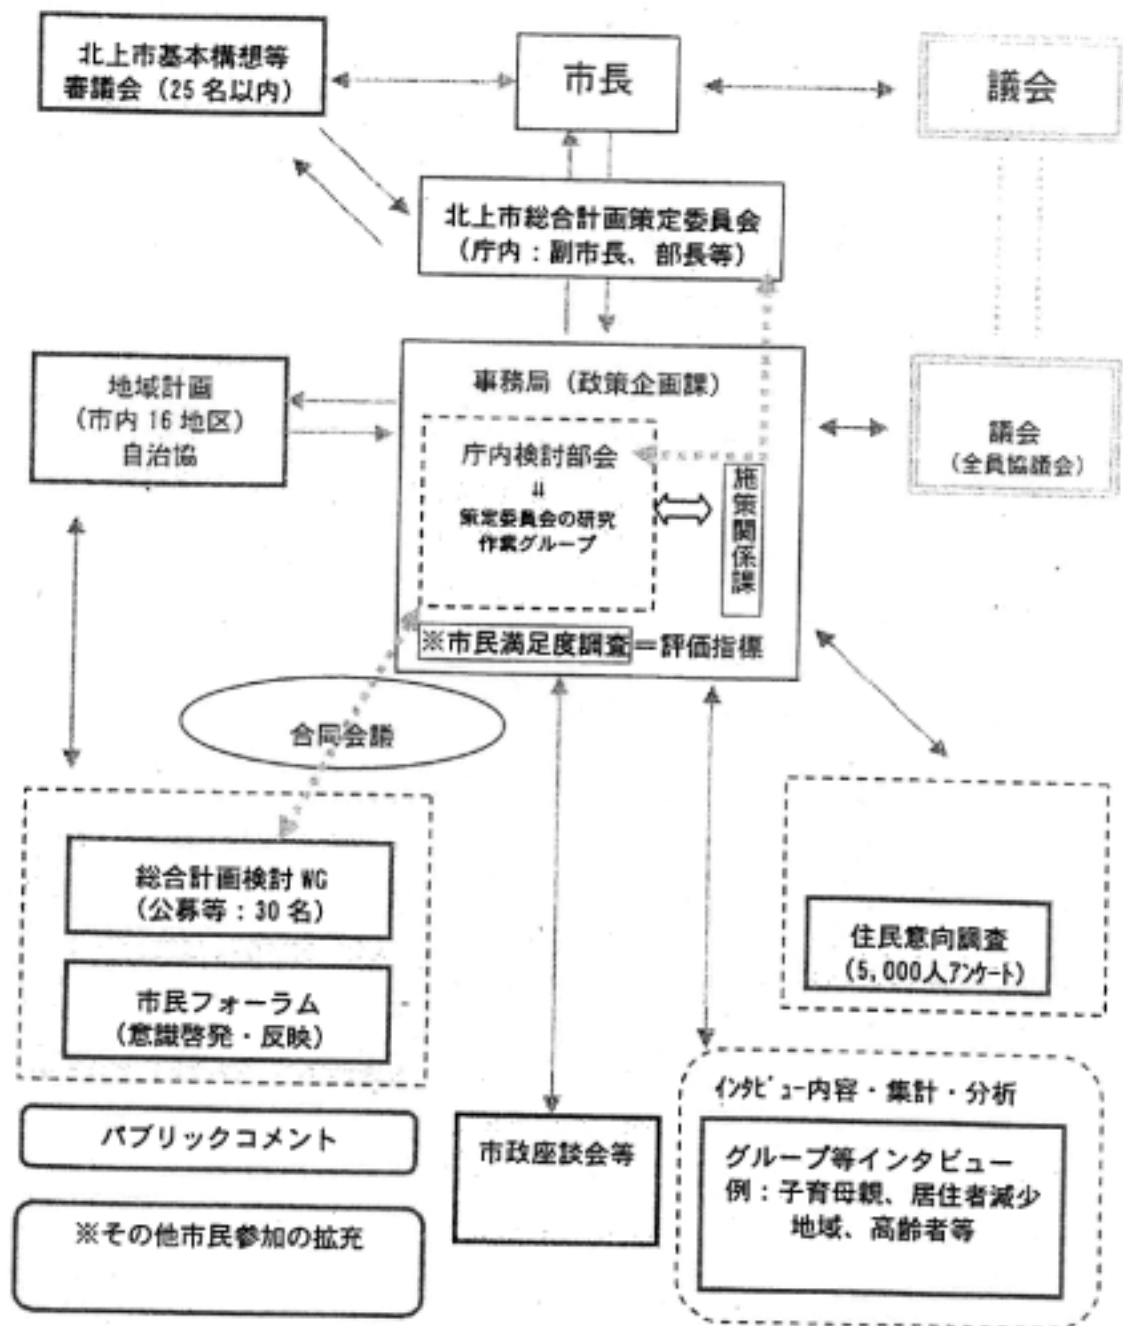 北上市基本構想等
審議会（25名以内）
市長
議会
北上市総合計画策定委員会
（庁内：副市長、部長等）
地域計画
（市内16地区）
自治協
事務局（政策企画課）
庁内検討部会
⇓
策定委員会の研究
作業グループ
施策関係課
議会
（全員協議会）
※市民満足度調査＝評価指標
合同会議
総合計画検討WG
（公募等：30名）
市民フォーラム
（意識啓発・反映）
住民意向調査
（5,000人ｱﾝｹｰﾄ）
パブリックコメント
※その他市民参加の拡充
市政座談会等
ｲﾝﾀﾋﾞｭｰ内容・集計・分析
グループ等インタビュー
例：子育母親、居住者減少
地域、高齢者等